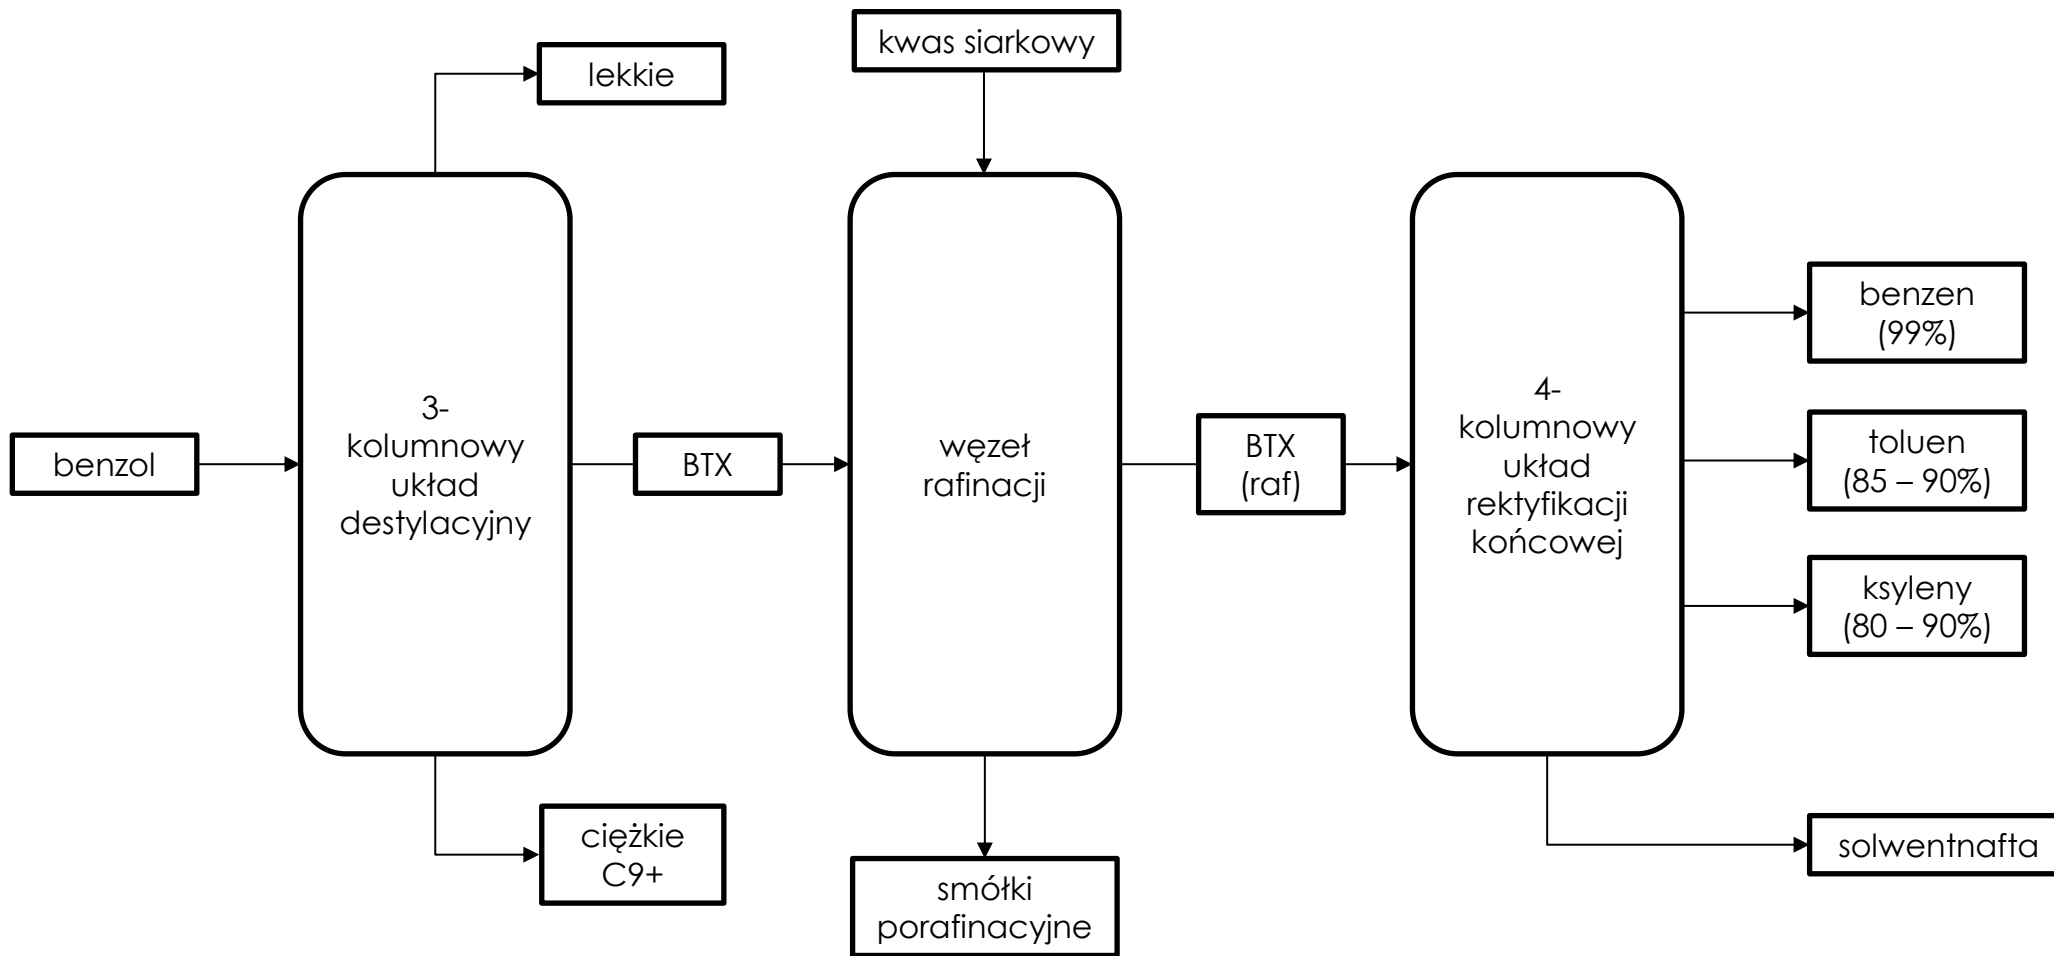 kwas siarkowy
lekkie
benzol
3-
kolumnowy
układ
destylacyjny
BTX
węzeł
rafinacji
BTX
(raf)
4-
kolumnowy
układ
rektyfikacji
końcowej
benzen
(99%)
toluen
(85 – 90%)
ksyleny
(80 – 90%)
ciężkie
C9+
smółki
porafinacyjne
solwentnafta